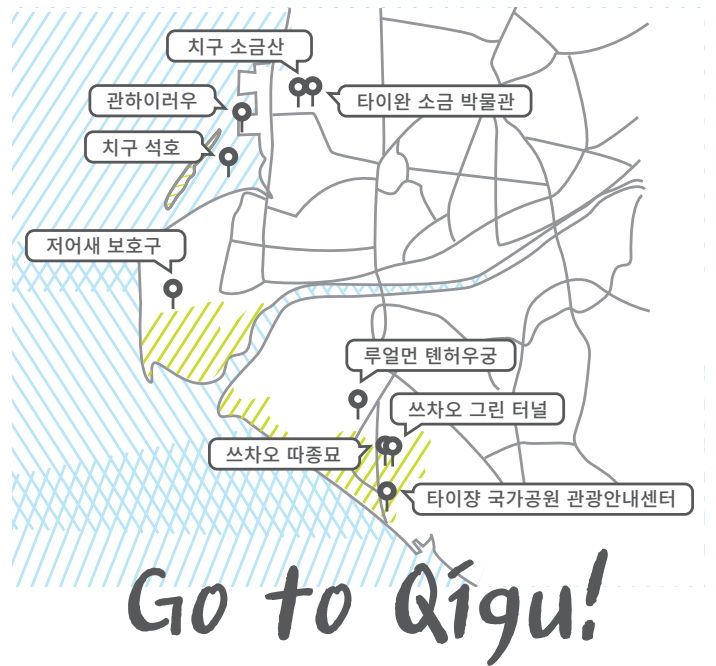 치구 소금산
관하이러우
타이완 소금 박물관
치구 석호
저어새 보호구
루얼먼 톈허우궁
쓰차오 그린 터널
쓰차오 따종묘
타이쟝 국가공원 관광안내센터
Go to Qigu!